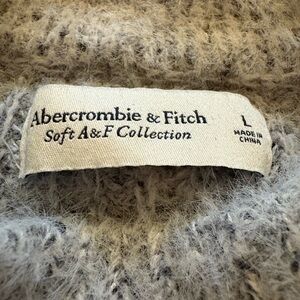 Abercrombie & Fitch
Soft A&F Collection
L
MADE IN
CHINA